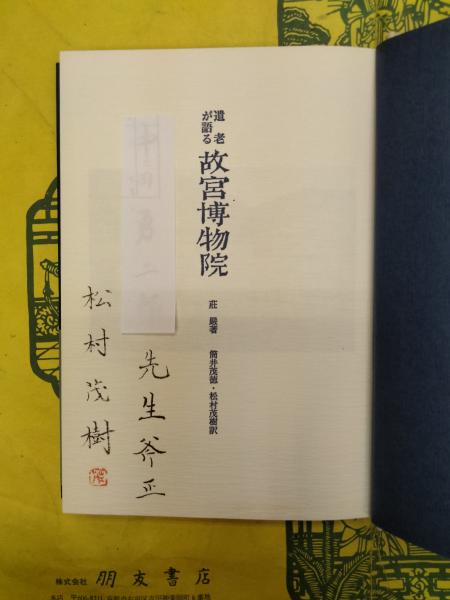 遺老が語る
故宮博物院
莊嚴著
筒井茂徳・松村茂樹訳
先生斧正
松村茂樹
株式会社 朋友書店